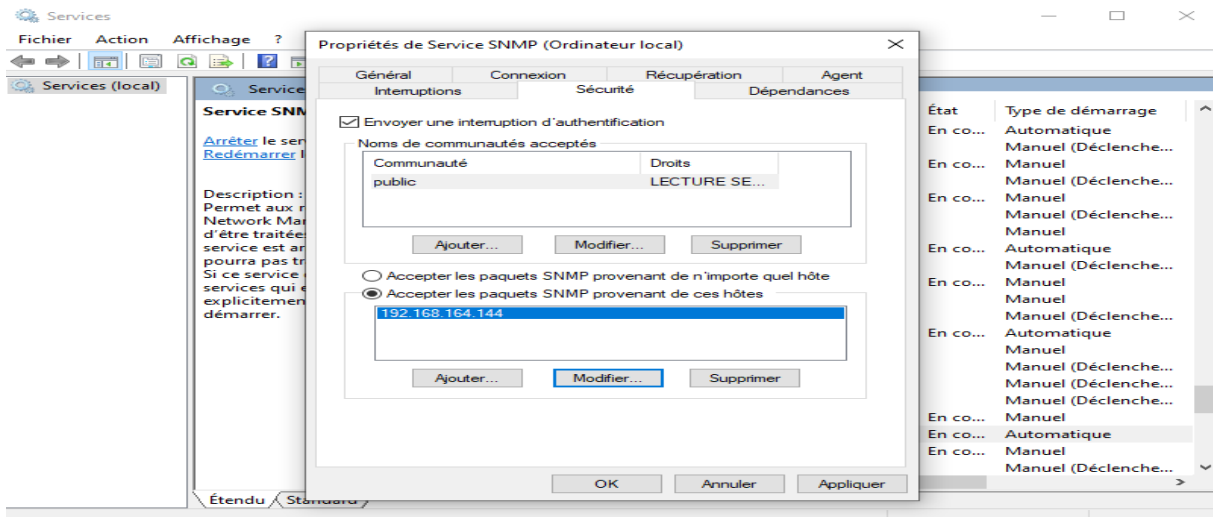 Services
Fichier Action Affichage ?
Services (local)
Service
Service SNM
Arrêter le ser
Redémarrer l
Description :
Permet aux r
Network Mar
d'être traitée
service est ar
pourra pas tr
Si ce service
services qui e
explicitemen
démarrer.
Étendu
Propriétés de Service SNMP (Ordinateur local)
Général Connexion Récupération Agent
Interruptions Sécurité Dépendances
Envoyer une interruption d'authentification
Noms de communautés acceptés
Communauté Droits
public LECTURE SE...
Ajouter... Modifier... Supprimer
Accepter les paquets SNMP provenant de n'importe quel hôte
Accepter les paquets SNMP provenant de ces hôtes
192.168.164.144
Ajouter... Modifier... Supprimer
OK Annuler Appliquer
État Type de démarrage
En co... Automatique
Manuel (Déclenche...
En co... Manuel
Manuel (Déclenche...
En co... Manuel
Manuel (Déclenche...
Manuel
En co... Automatique
Manuel (Déclenche...
En co... Manuel
Manuel
Manuel (Déclenche...
En co... Automatique
Manuel
Manuel (Déclenche...
Manuel (Déclenche...
Manuel (Déclenche...
En co... Manuel
En co... Automatique
En co... Manuel
Manuel (Déclenche...